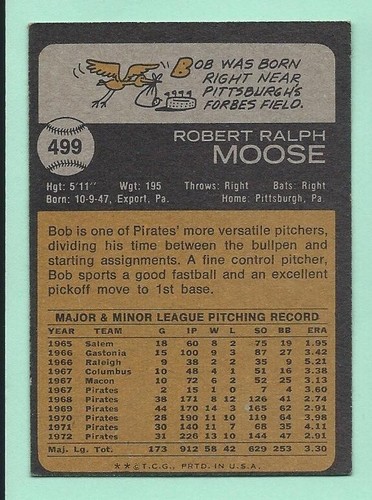 BOB WAS BORN
RIGHT NEAR
PITTSBURGH'S
FORBES FIELD.
499
ROBERT RALPH
MOOSE
Hgt: 5'11" Wgt: 195 Throws: Right Bats: Right
Born: 10-9-47, Export, Pa. Home: Pittsburgh, Pa.
Bob is one of Pirates' more versatile pitchers,
dividing his time between the bullpen and
starting assignments. A fine control pitcher,
Bob sports a good fastball and an excellent
pickoff move to 1st base.
MAJOR & MINOR LEAGUE PITCHING RECORD
YEAR TEAM G IP W L SO BB ERA
1965 Salem 18 60 8 2 75 19 1.95
1966 Gastonia 15 100 9 3 87 27 3.42
1966 Raleigh 9 38 2 2 35 9 5.21
1967 Columbus 10 48 4 1 51 16 3.38
1967 Macon 10 72 6 2 52 25 3.13
1967 Pirates 2 15 1 0 7 4 3.60
1968 Pirates 38 171 8 12 126 41 2.74
1969 Pirates 44 170 14 3 165 62 2.91
1970 Pirates 28 190 11 10 119 64 3.98
1971 Pirates 30 140 11 7 68 35 4.11
1972 Pirates 31 226 13 10 144 47 2.91
Maj. Lg. Tot. 173 912 58 42 629 253 3.30
**© T.C.G., PRTD. IN U.S.A.